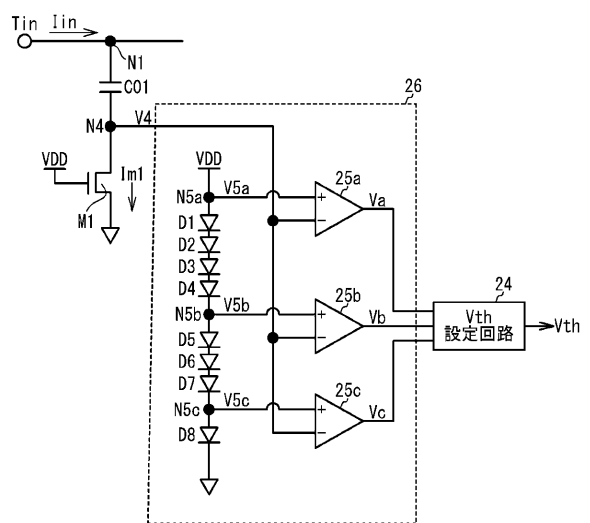 Tin
Iin
N1
C01
26
N4
V4
VDD
Im1
M1
VDD
N5a
V5a
25a
Va
D1
D2
D3
D4
24
N5b
V5b
25b
Vb
Vth
設定回路
Vth
D5
D6
D7
N5c
V5c
25c
Vc
D8
+
−
+
−
+
−